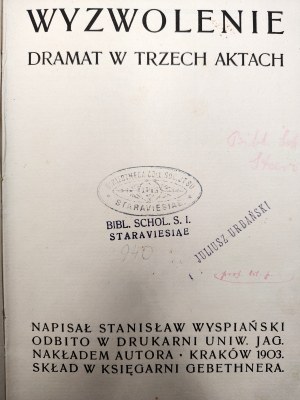 WYZWOLENIE
DRAMAT W TRZECH AKTACH
BIBL. SCHOL. S. I.
STARAVIESIAE
JULIUSZ URBAŃSKI
NAPISAŁ STANISŁAW WYSPIAŃSKI
ODBITO W DRUKARNI UNIW. JAG.
NAKŁADEM AUTORA · KRAKÓW 1903.
SKŁAD W KSIĘGARNI GEBETHNERA.